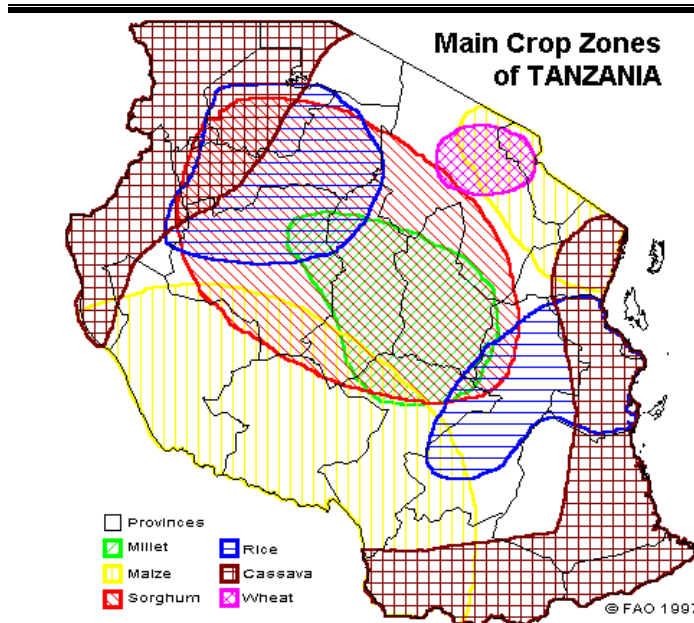 Main Crop Zones
of TANZANIA
Provinces
Millet
Rice
Maize
Cassava
Sorghum
Wheat
© FAO 1997